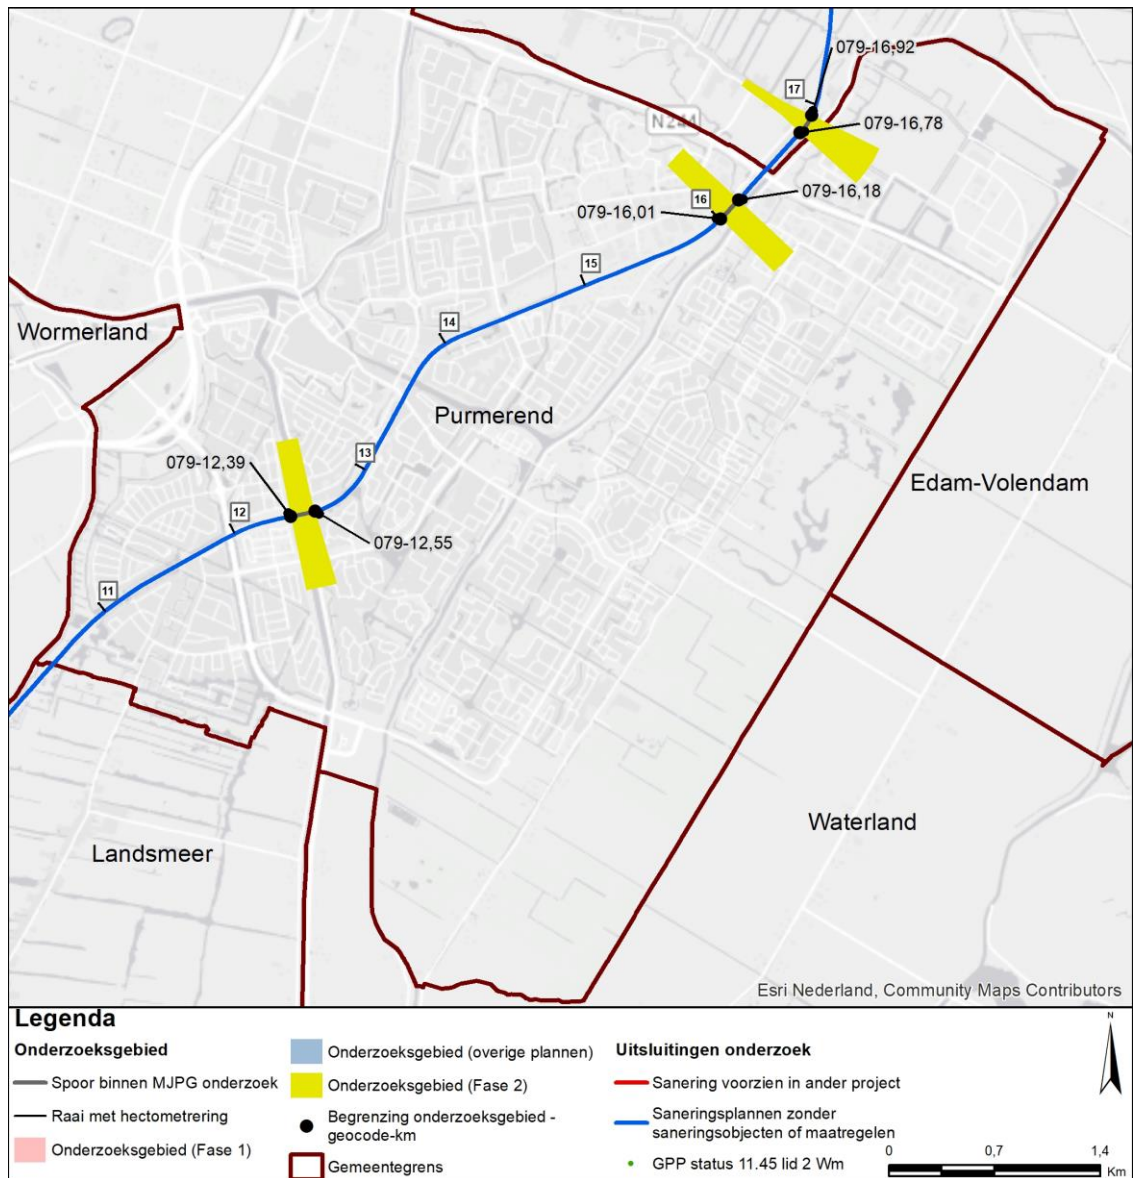 079-16,92
17
079-16,78
N244
079-16,18
16
079-16,01
15
14
Wormerland
Purmerend
13
079-12,39
Edam-Volendam
12
079-12,55
11
Waterland
Landsmeer
Esri Nederland, Community Maps Contributors
Legenda
Onderzoeksgebied
Spoor binnen MJPG onderzoek
Raai met hectometrering
Onderzoeksgebied (Fase 1)
Onderzoeksgebied (overige plannen)
Onderzoeksgebied (Fase 2)
Begrenzing onderzoeksgebied -
geocode-km
Gemeentegrens
Uitsluitingen onderzoek
Sanering voorzien in ander project
Saneringsplannen zonder
saneringsobjecten of maatregelen
GPP status 11.45 lid 2 Wm
N
0 0,7 1,4
Km